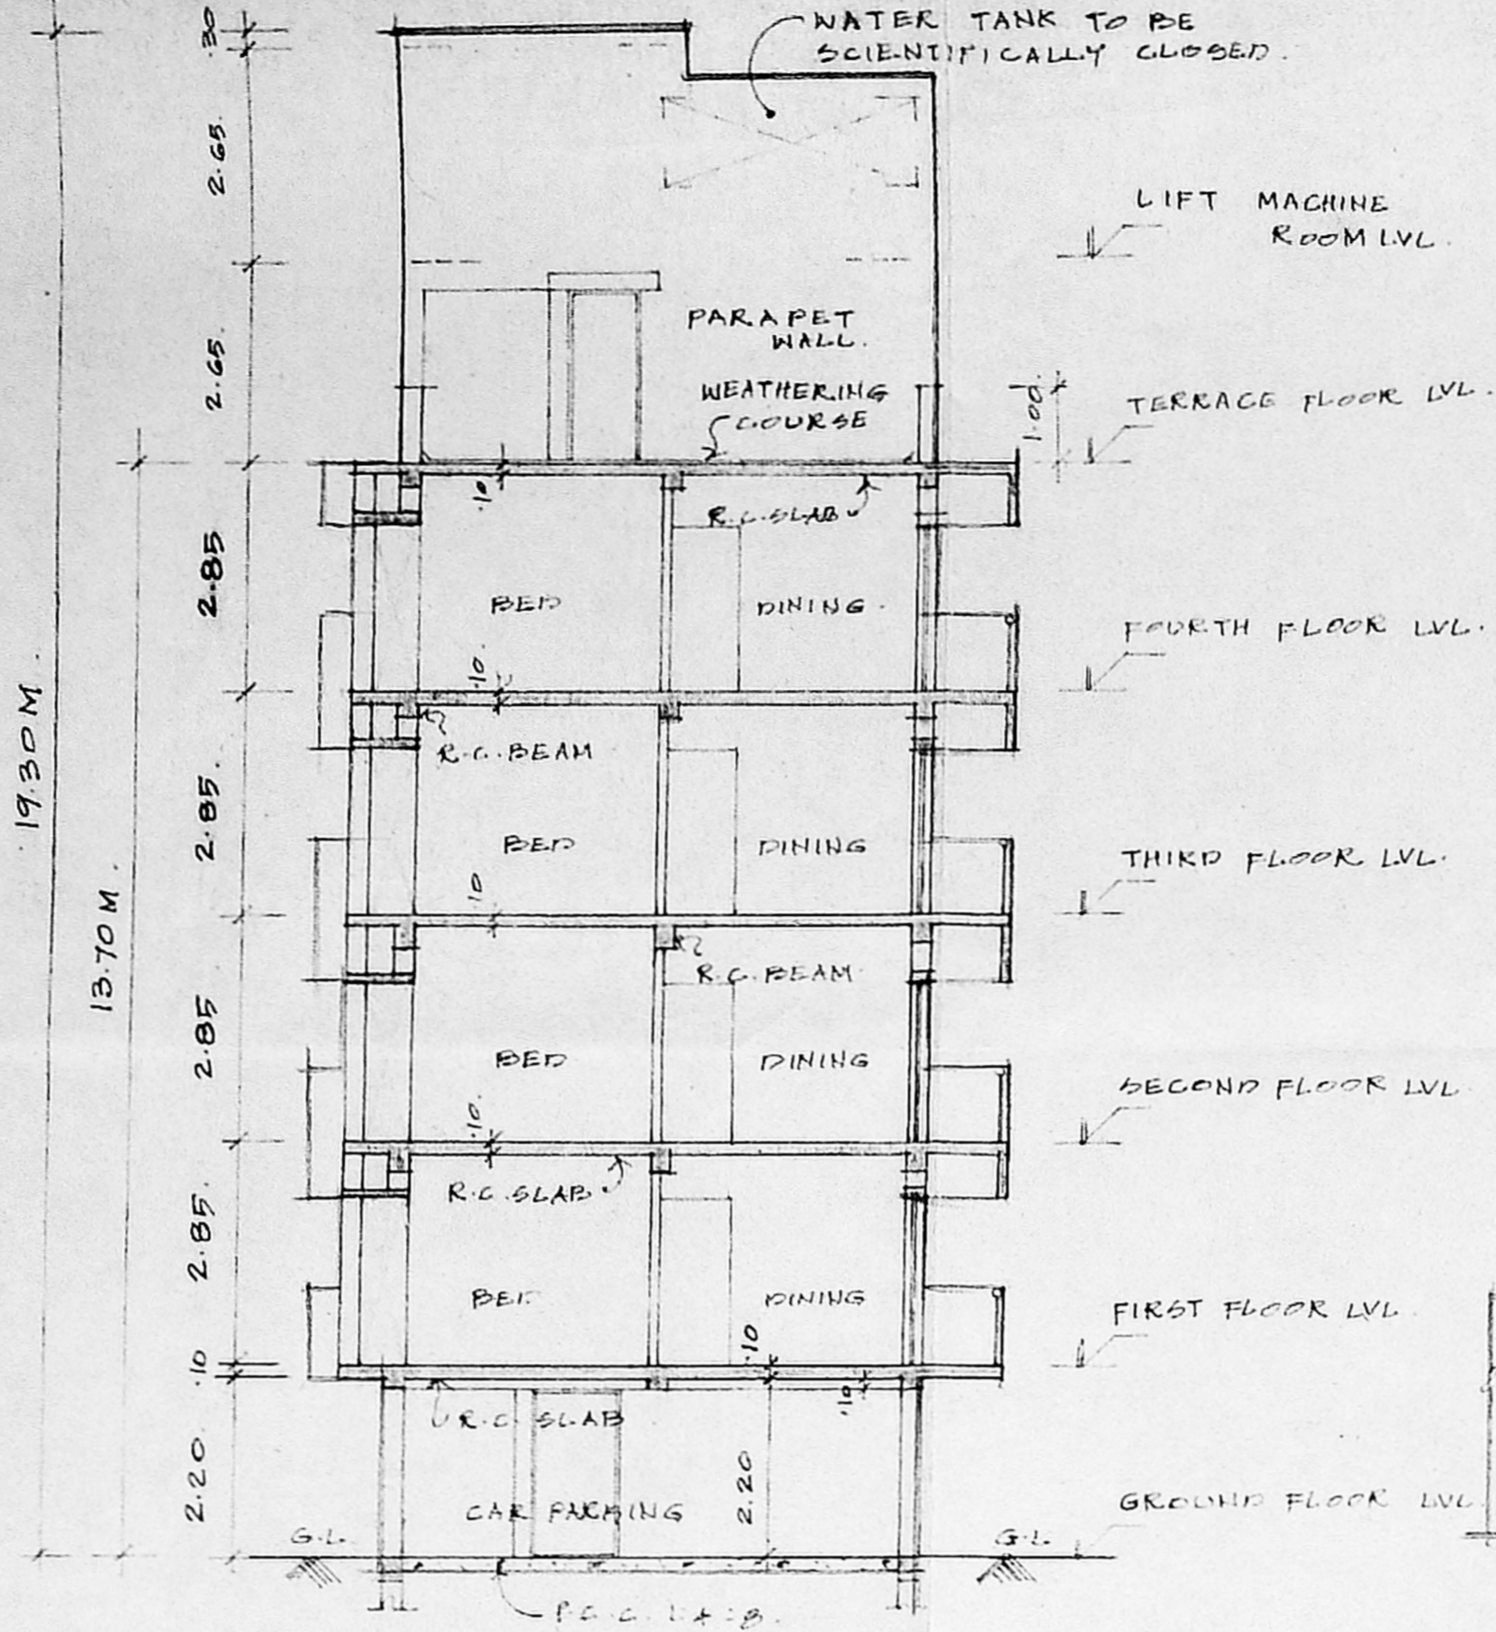 WATER TANK TO BE
SCIENTIFICALLY CLOSED.
.30
2.65.
LIFT MACHINE
ROOM LVL.
PARAPET
WALL.
2.65.
WEATHERING
COURSE
1.00
TERRACE FLOOR LVL.
.10
R.C. SLAB
2.85
BED
DINING.
FOURTH FLOOR LVL.
.10.
19.30 M.
R.C. BEAM
2.85.
BED
DINING
THIRD FLOOR LVL.
.10
13.70 M.
R.C. BEAM
2.85
BED
DINING
SECOND FLOOR LVL
.10.
R.C. SLAB
2.85.
BED
DINING
FIRST FLOOR LVL
.10
.10
.10
R.C. SLAB
2.20
CAR PARKING
2.20
GROUND FLOOR LVL.
G.L.
G.L.
P.C.C.